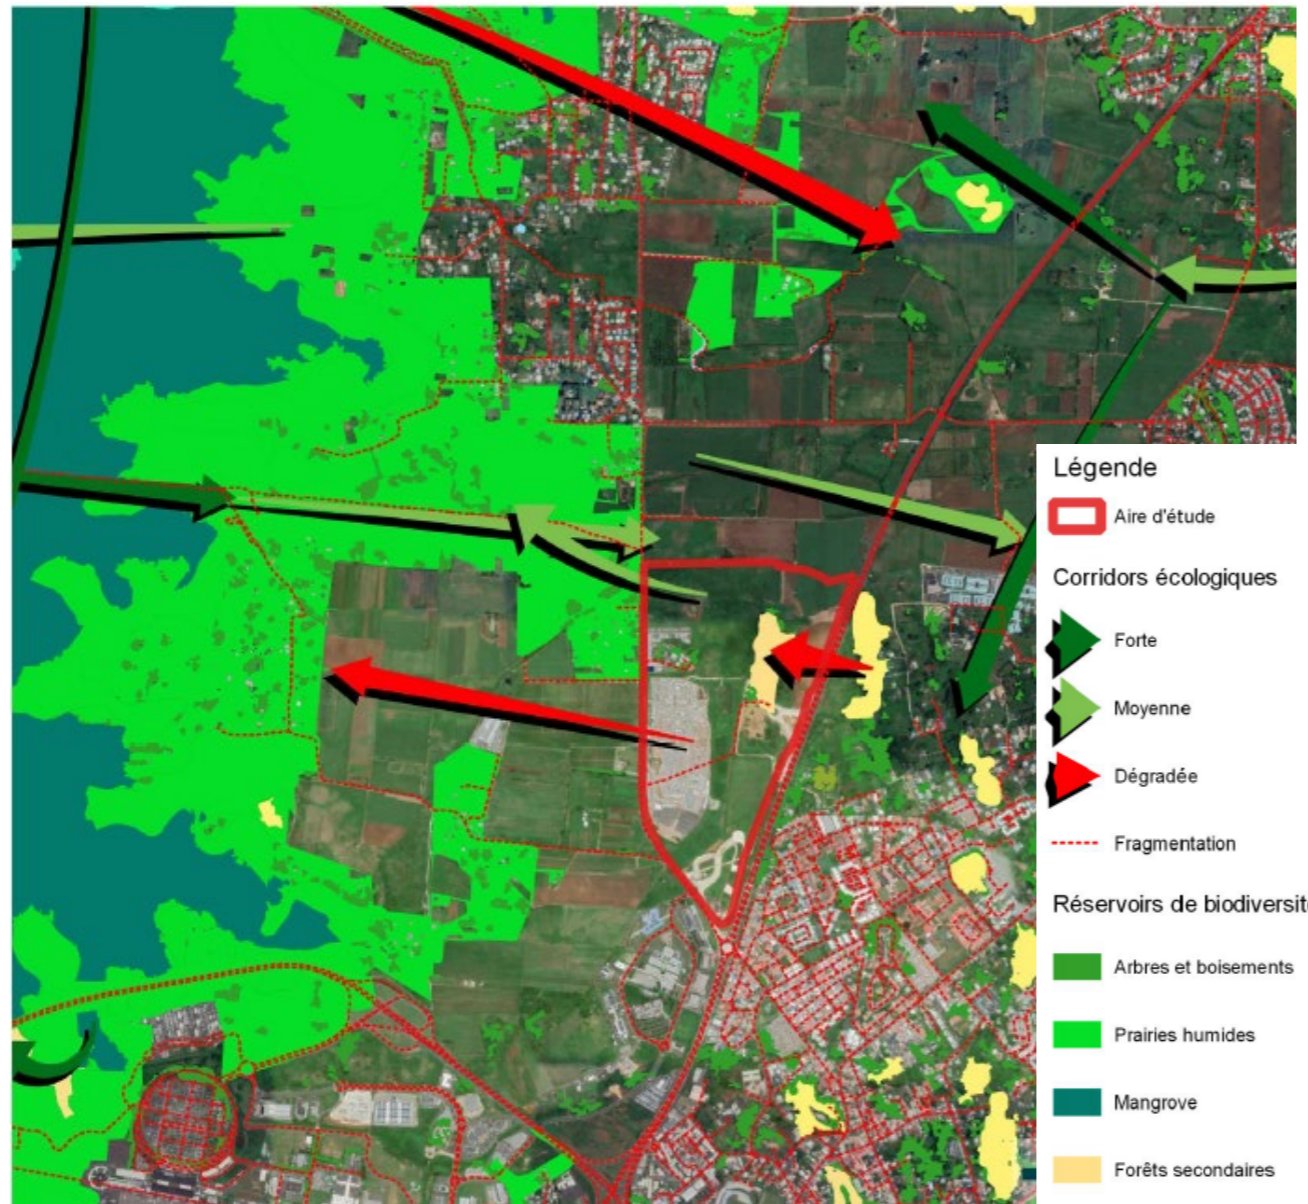 Légende
Aire d'étude
Corridors écologiques
Forte
Moyenne
Dégradée
Fragmentation
Réservoirs de biodiversité
Arbres et boisements
Prairies humides
Mangrove
Forêts secondaires